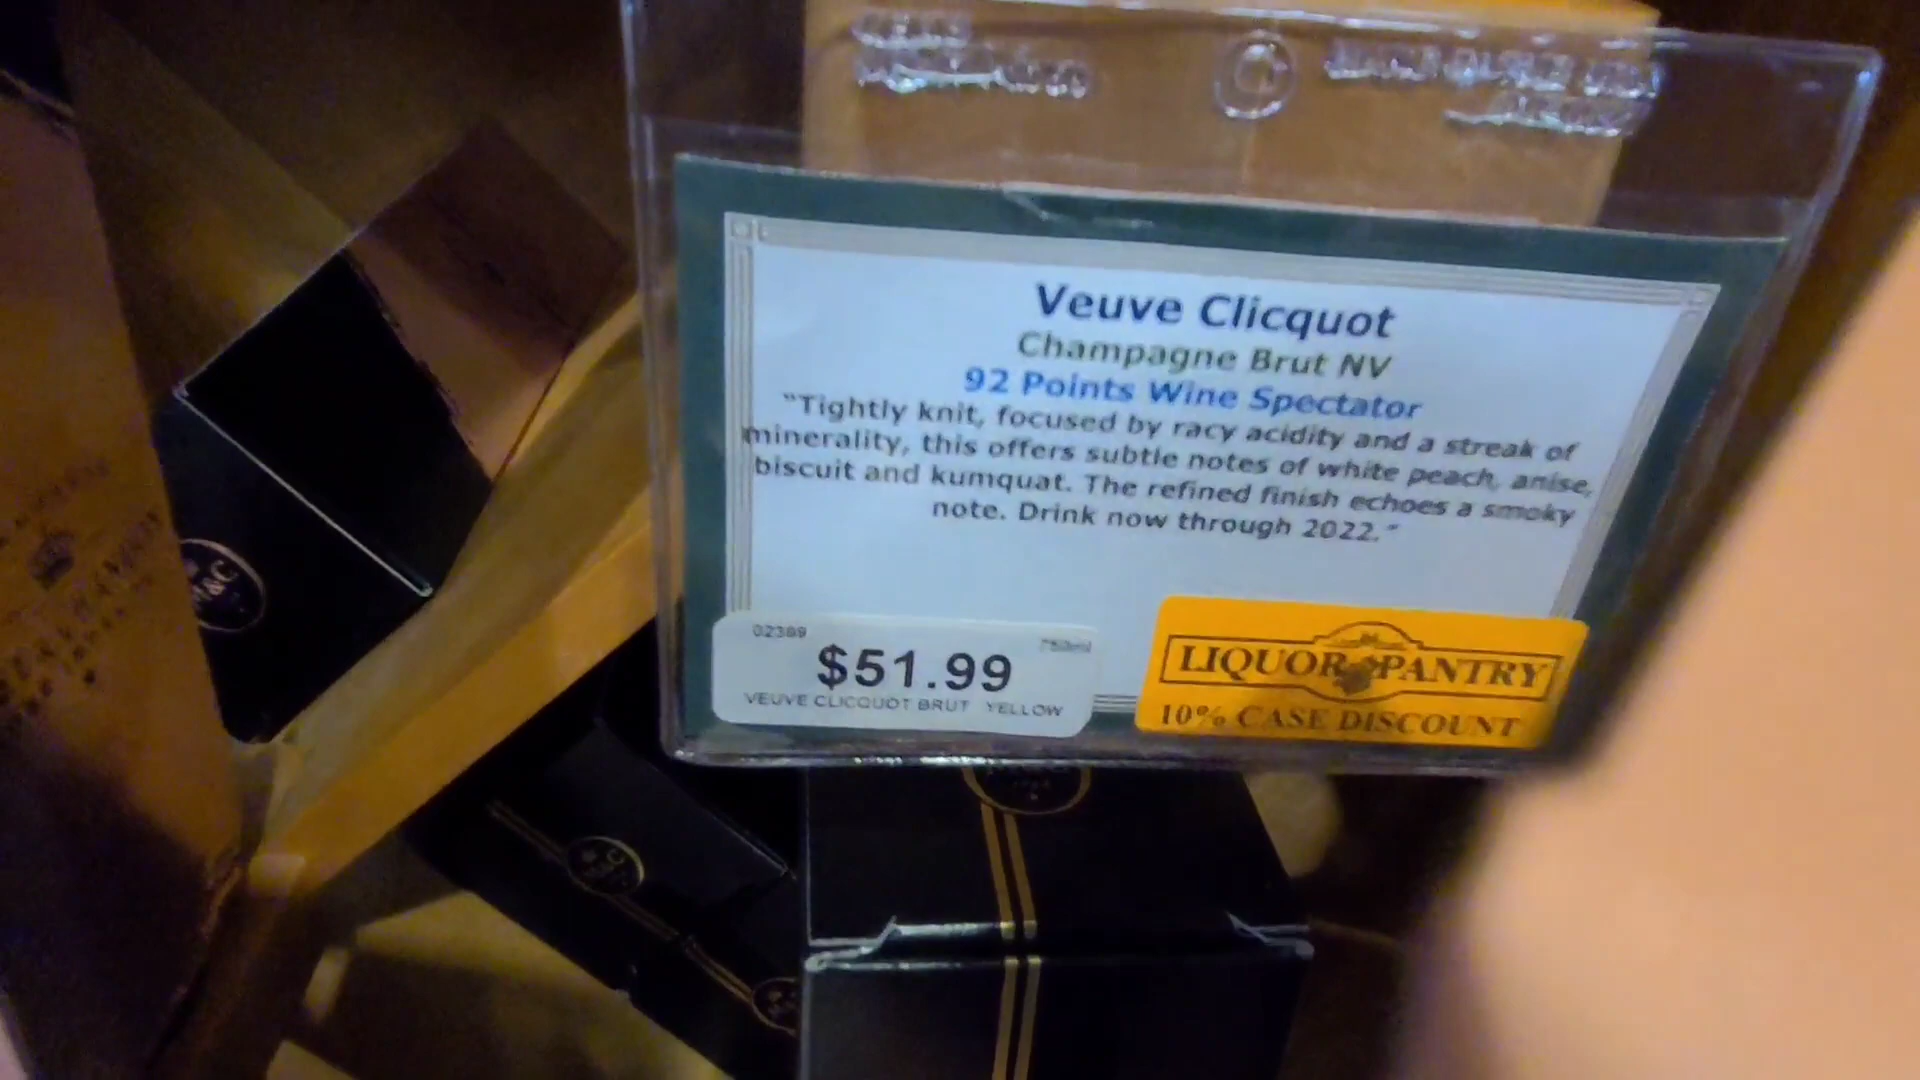 Veuve Clicquot
Champagne Brut NV
92 Points Wine Spectator
"Tightly knit, focused by racy acidity and a streak of
minerality, this offers subtle notes of white peach, anise,
biscuit and kumquat. The refined finish echoes a smoky
note. Drink now through 2022."
02389
750ml
$51.99
VEUVE CLICQUOT BRUT YELLOW
LIQUOR PANTRY
10% CASE DISCOUNT
M&C